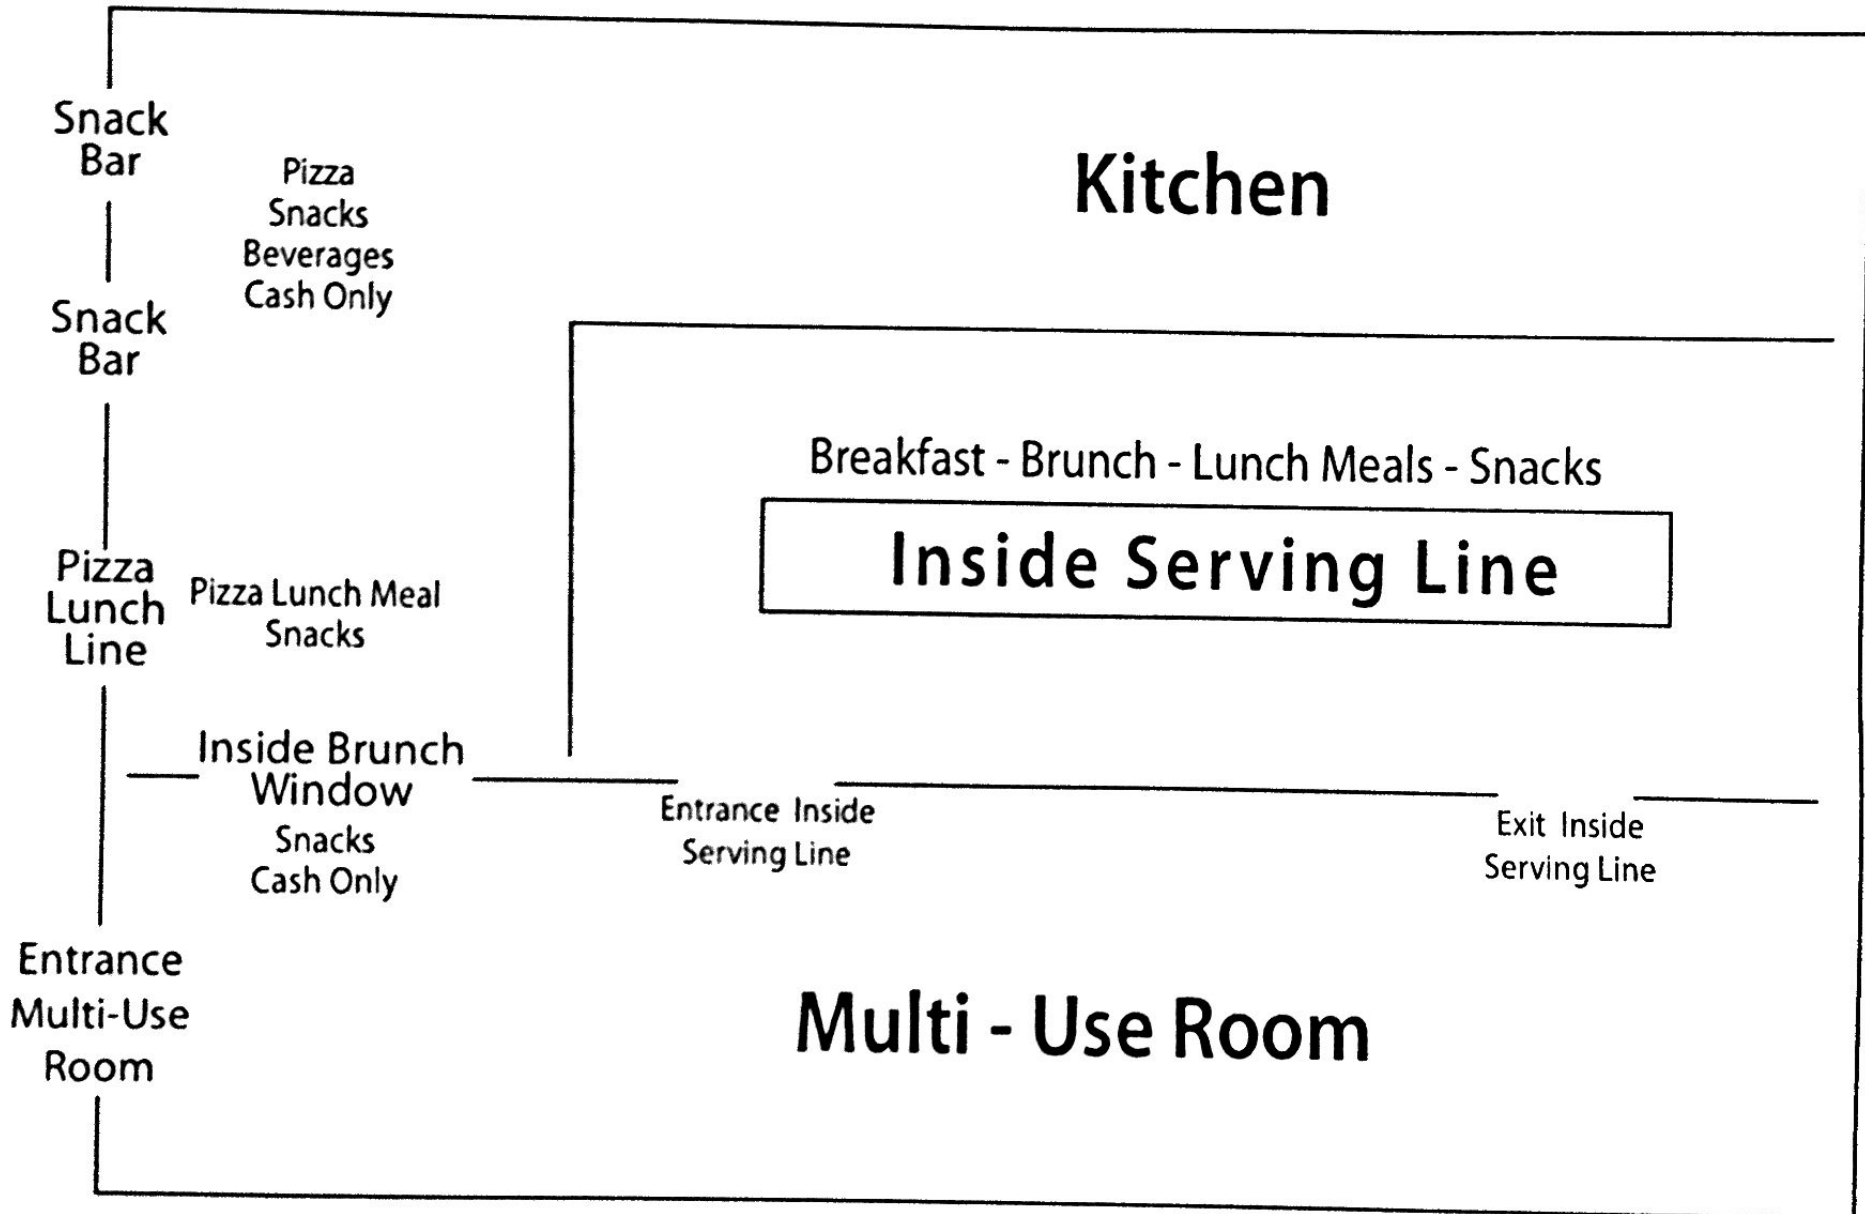 Snack
Bar
Pizza
Snacks
Beverages
Cash Only
Kitchen
Snack
Bar
Breakfast - Brunch - Lunch Meals - Snacks
Inside Serving Line
Pizza
Lunch
Line
Pizza Lunch Meal
Snacks
Inside Brunch
Window
Snacks
Cash Only
Entrance Inside
Serving Line
Exit Inside
Serving Line
Entrance
Multi-Use
Room
Multi - Use Room